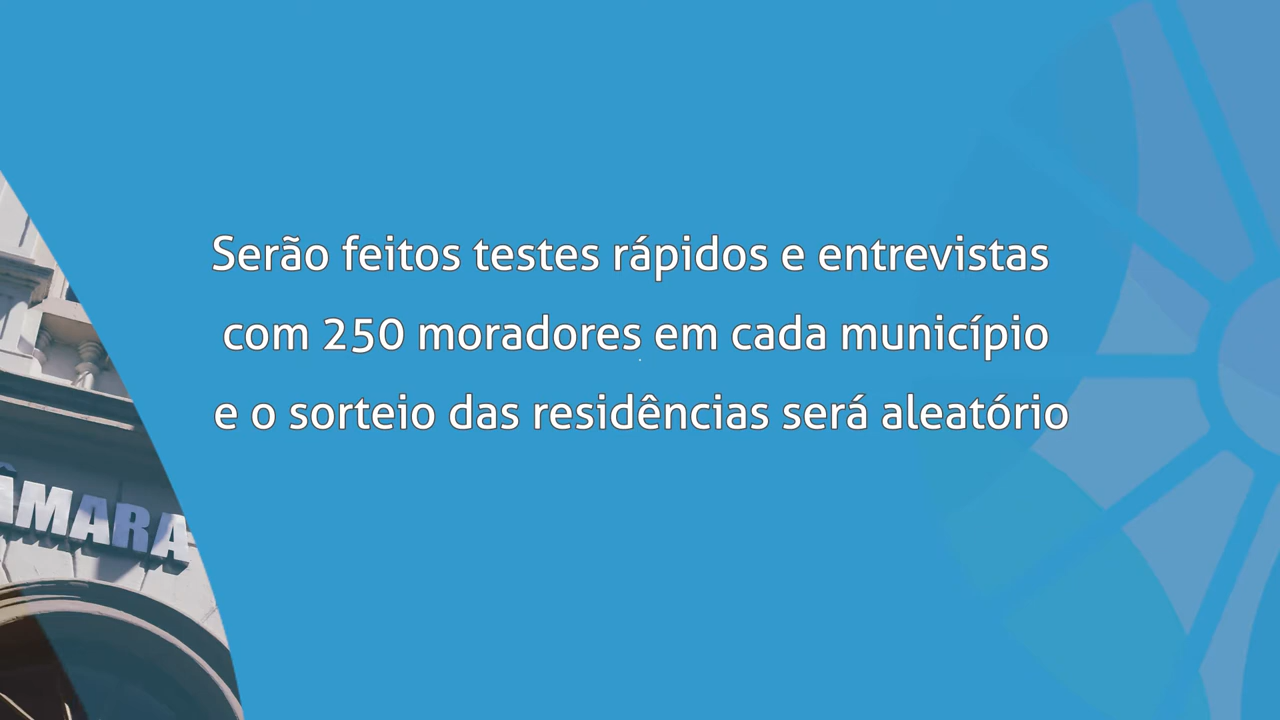 Serão feitos testes rápidos e entrevistas
com 250 moradores em cada município
e o sorteio das residências será aleatório
ÂMARA